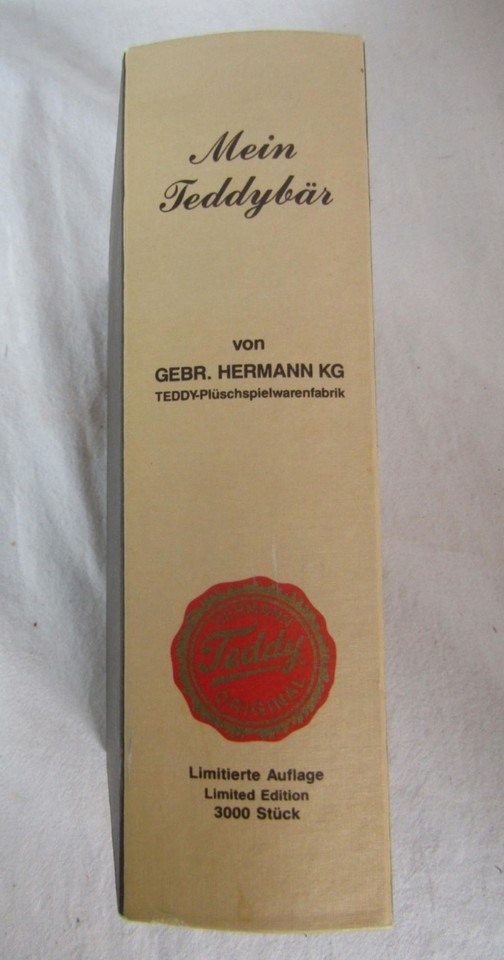 Mein
Teddybär
von
GEBR. HERMANN KG
TEDDY-Plüschspielwarenfabrik
HERMANN
Teddy
ORIGINAL
Limitierte Auflage
Limited Edition
3000 Stück